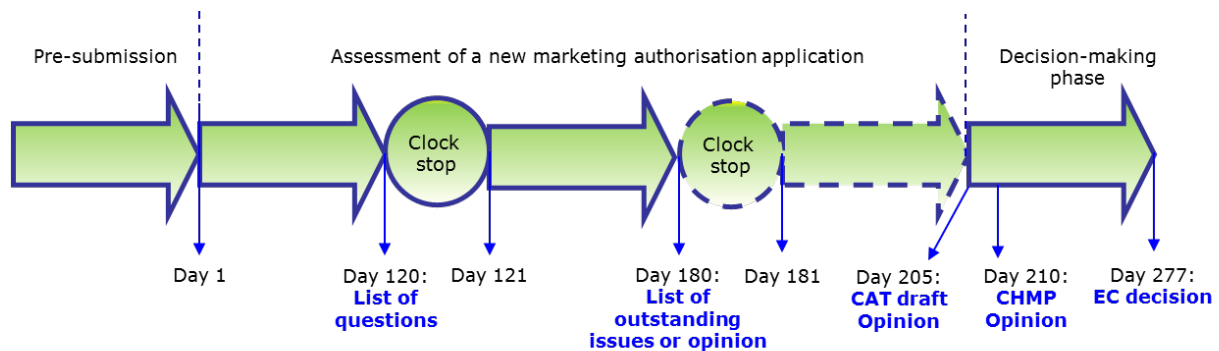 Pre-submission
Assessment of a new marketing authorisation application
Decision-making
phase
Clock
stop
Clock
stop
Day 1
Day 120:
List of
questions
Day 121
Day 180:
List of
outstanding
issues or opinion
Day 181
Day 205:
CAT draft
Opinion
Day 210:
CHMP
Opinion
Day 277:
EC decision